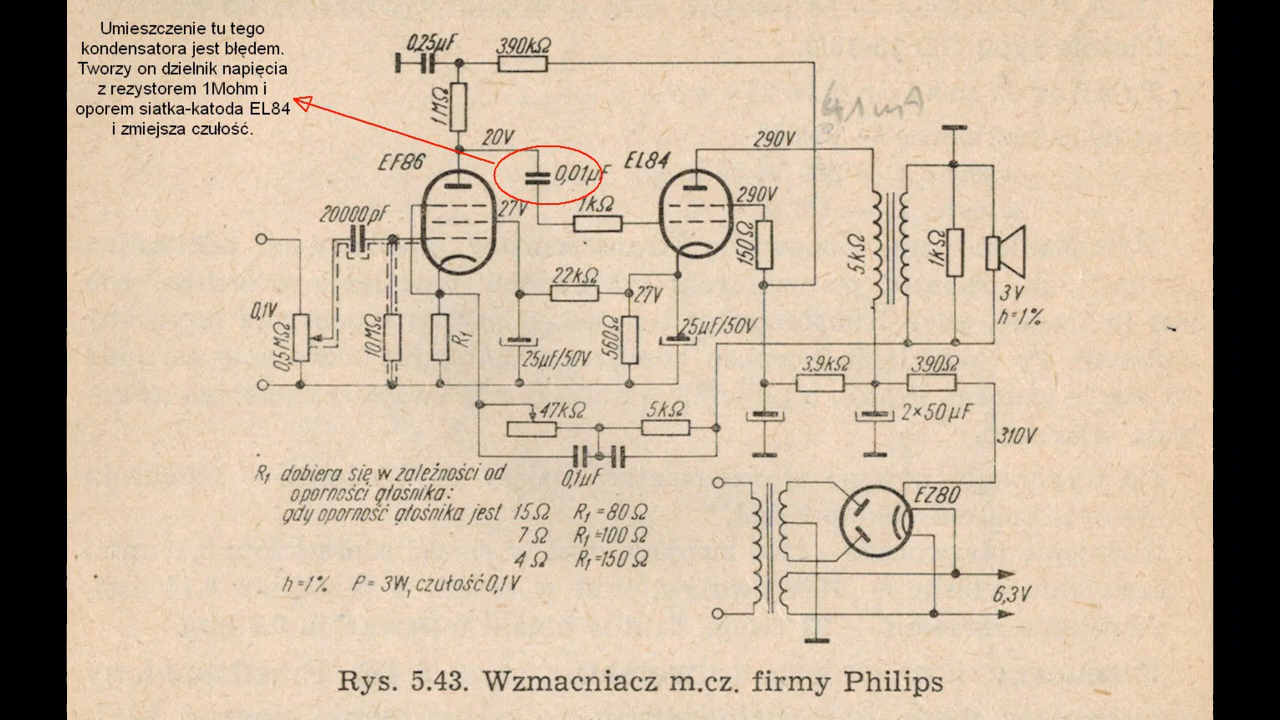 Umieszczenie tu tego
kondensatora jest błędem.
Tworzy on dzielnik napięcia
z rezystorem 1Mohm i
oporem siatka-katoda EL84
i zmiejsza czułość.
0,25μF
390kΩ
1MΩ
41mA
20V
290V
EF86
0,01μF
EL84
27V
1kΩ
290V
20000pF
150Ω
5kΩ
1kΩ
22kΩ
27V
3V
h=1%
0,1V
0,5MΩ
10MΩ
R1
25μF/50V
560Ω
25μF/50V
3,9kΩ
390Ω
47kΩ
5kΩ
2×50μF
310V
0,1μF
R1 dobiera się w zależności od
oporności głośnika:
gdy oporność głośnika jest 15Ω R1=80Ω
7Ω R1=100Ω
4Ω R1=150Ω
h=1% P=3W, czułość 0,1V
EZ80
6,3V
Rys. 5.43. Wzmacniacz m.cz. firmy Philips